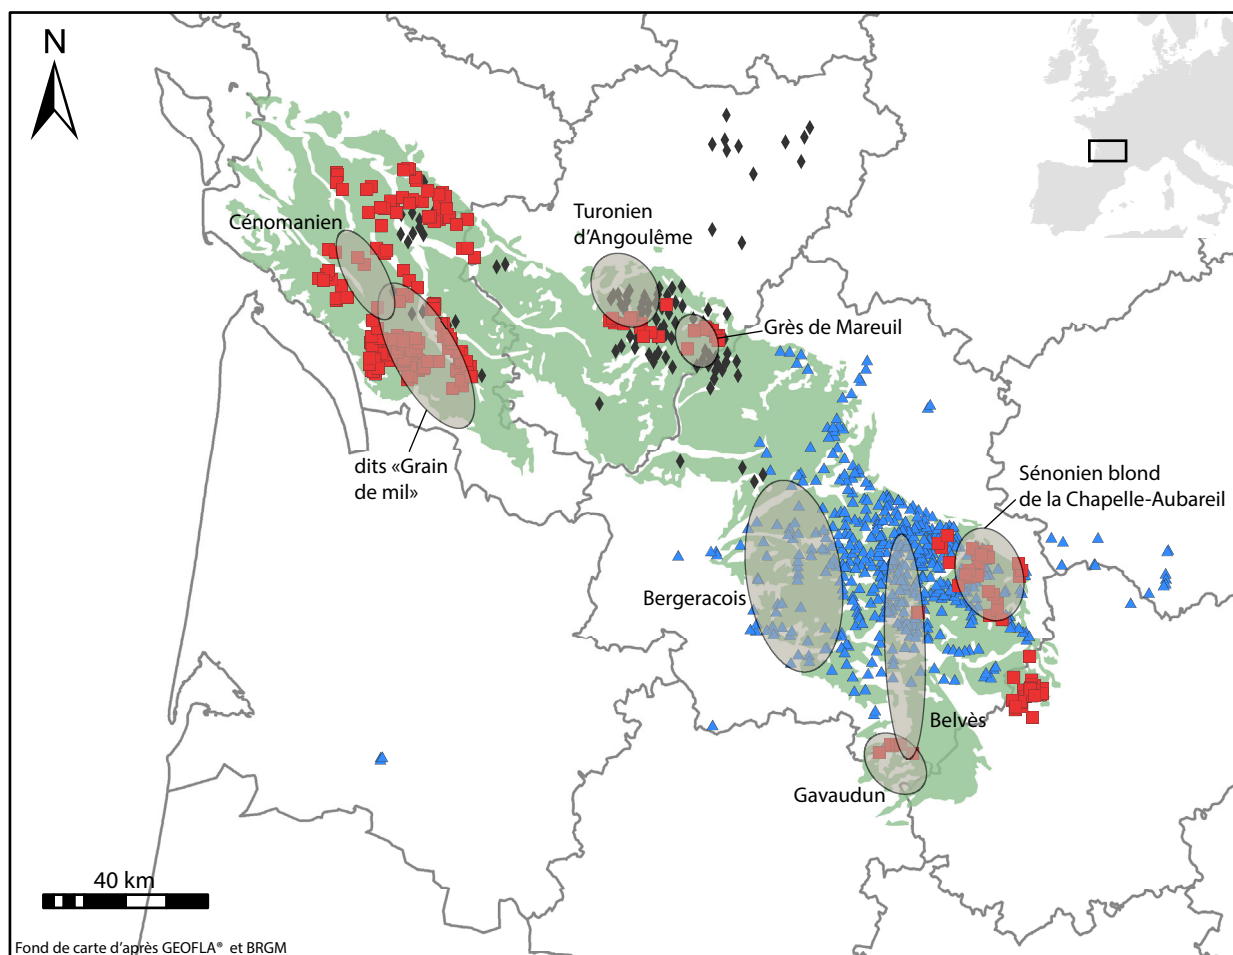 N
Cénomanien
Turonien
d'Angoulême
Grès de Mareuil
dits «Grain
de mil»
Sénonien blond
de la Chapelle-Aubareil
Bergeracois
Belvès
Gavaudun
40 km
Fond de carte d'après GEOFLA® et BRGM